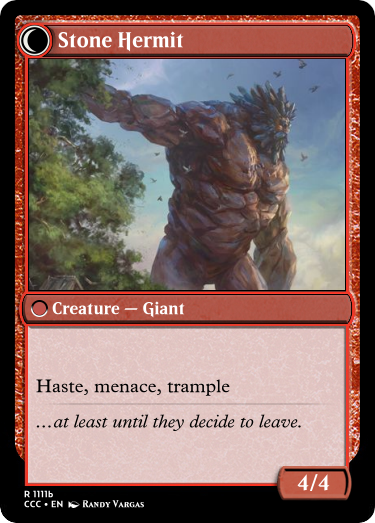 Stone Hermit
Creature — Giant
Haste, menace, trample
…at least until they decide to leave.
4/4
R 1111b
CCC • EN Randy Vargas